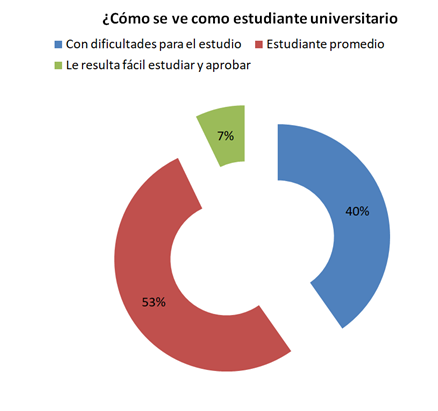 ¿Cómo se ve como estudiante universitario
Con dificultades para el estudio Estudiante promedio
Le resulta fácil estudiar y aprobar
7%
40%
53%